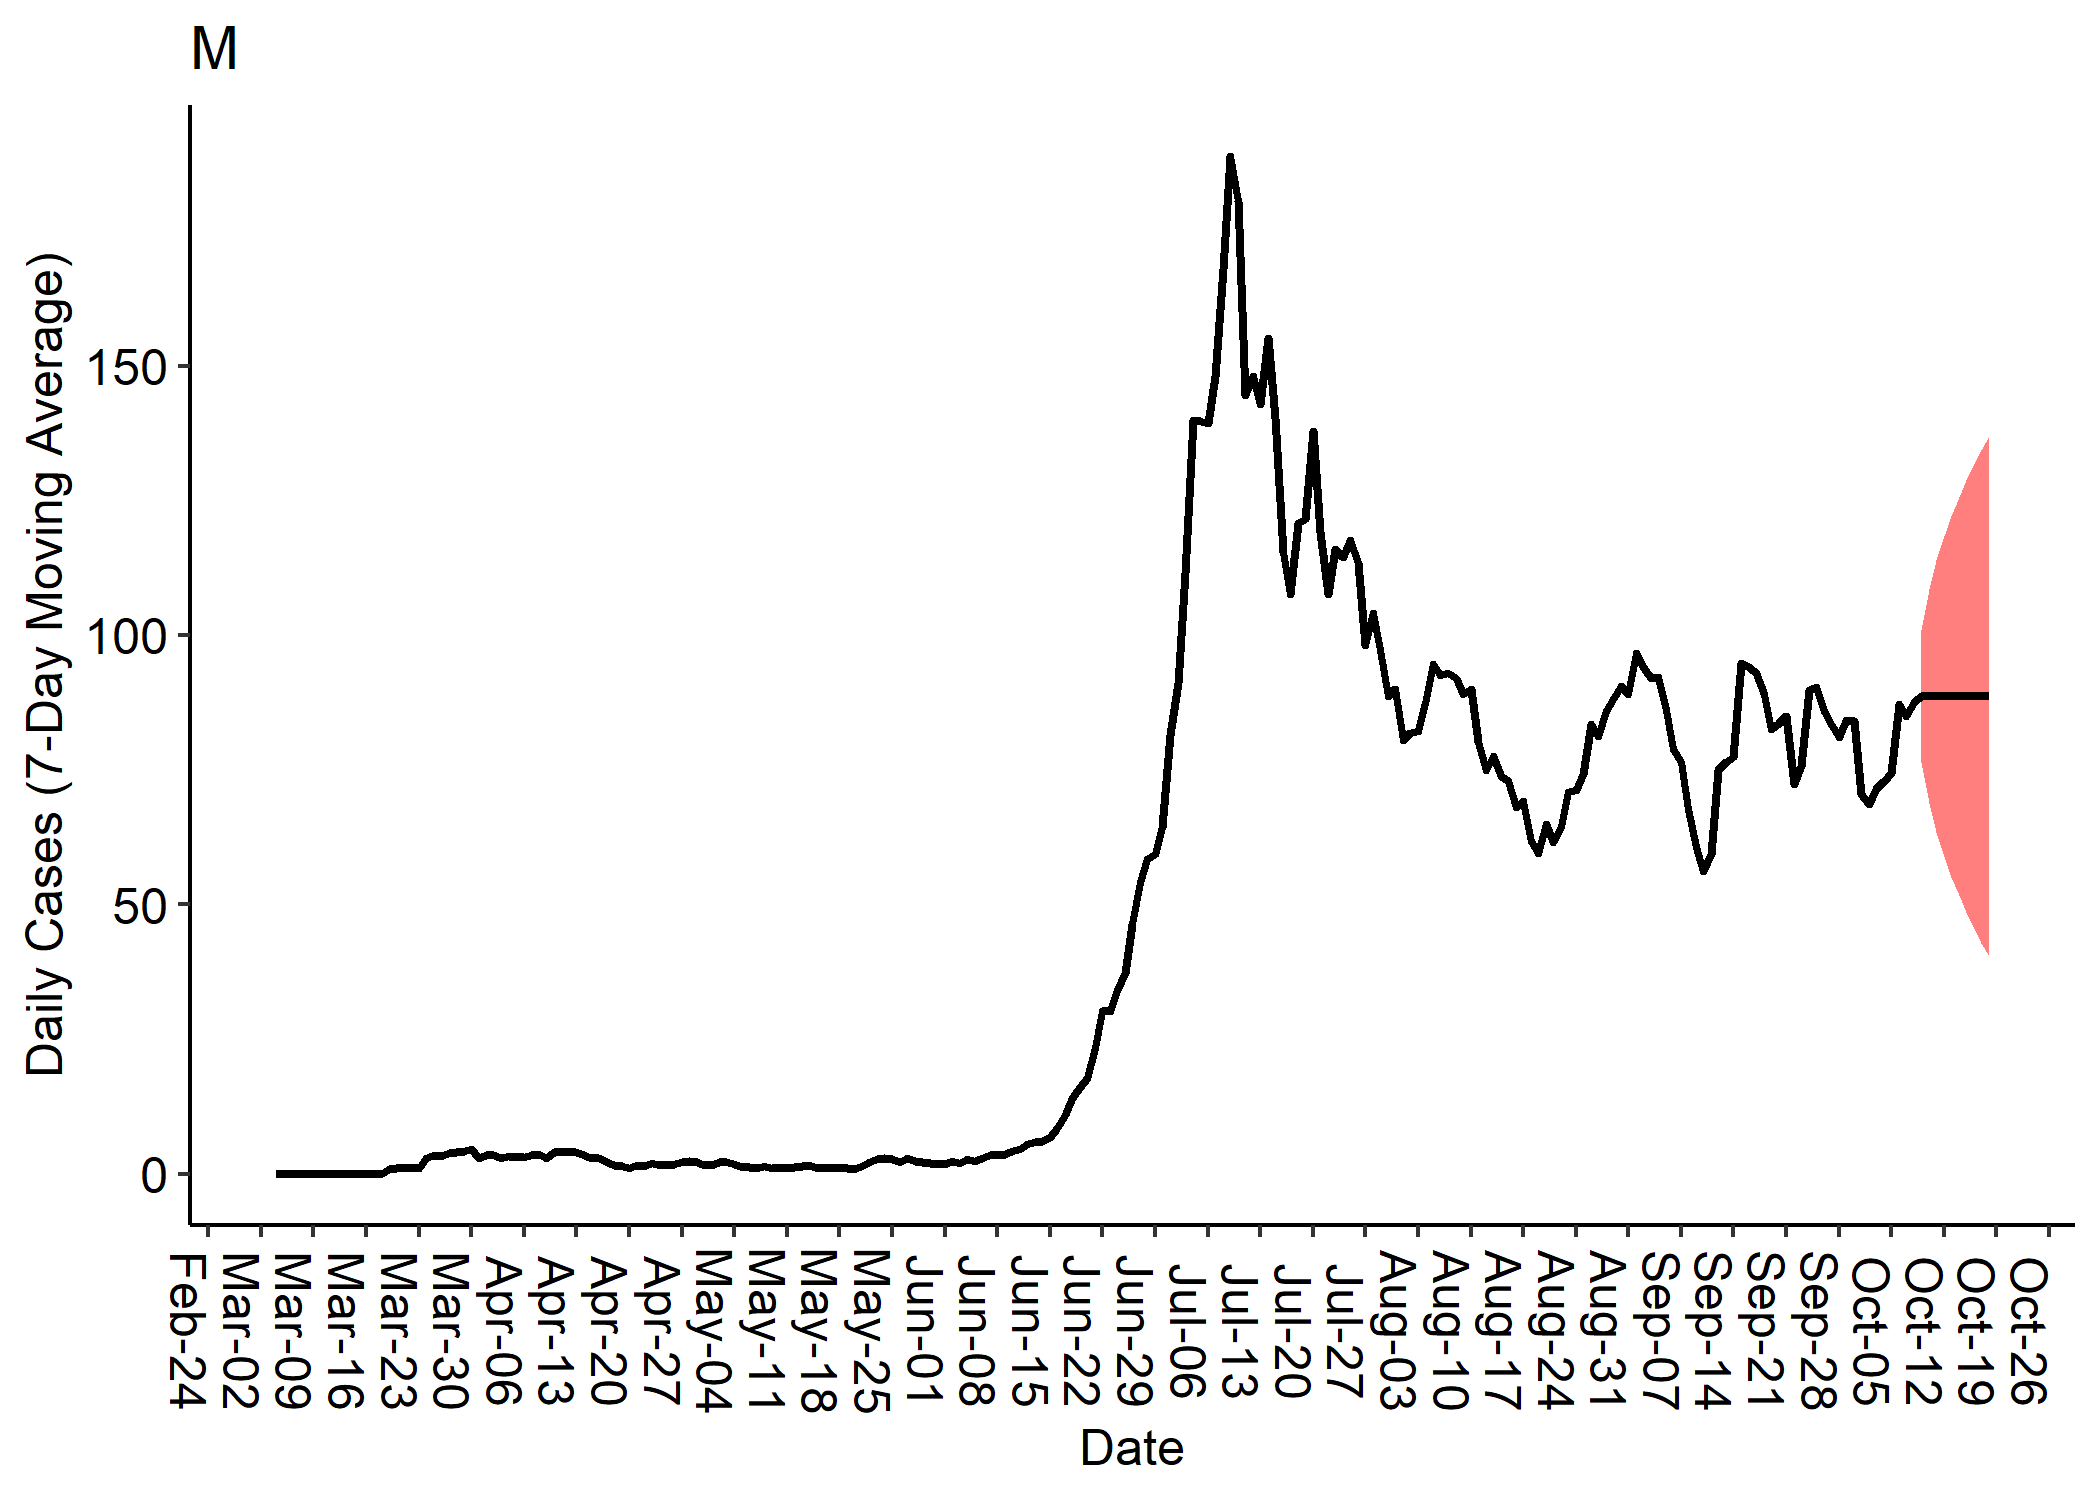 M
Daily Cases (7-Day Moving Average)
150
100
50
0
Feb-24
Mar-02
Mar-09
Mar-16
Mar-23
Mar-30
Apr-06
Apr-13
Apr-20
Apr-27
May-04
May-11
May-18
May-25
Jun-01
Jun-08
Jun-15
Jun-22
Jun-29
Jul-06
Jul-13
Jul-20
Jul-27
Aug-03
Aug-10
Aug-17
Aug-24
Aug-31
Sep-07
Sep-14
Sep-21
Sep-28
Oct-05
Oct-12
Oct-19
Oct-26
Date